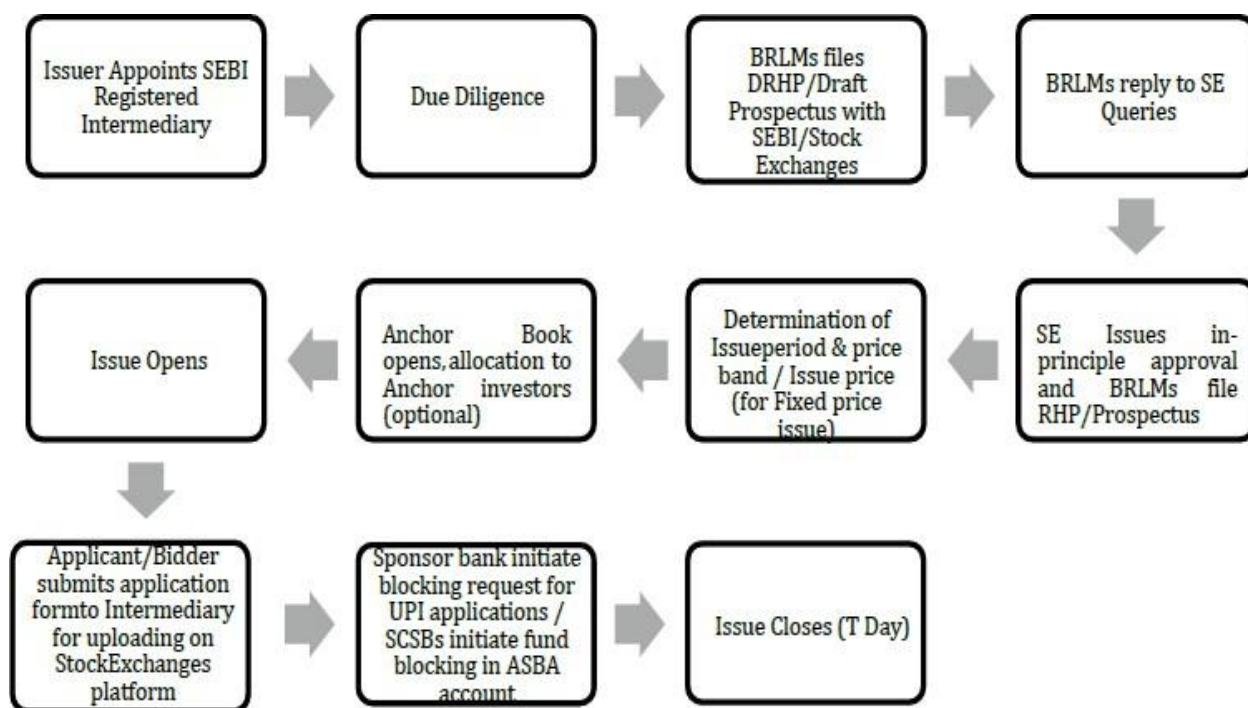 Issuer Appoints SEBI
Registered
Intermediary
Due Diligence
BRLMs files
DRHP/Draft
Prospectus with
SEBI/Stock
Exchanges
BRLMs reply to SE
Queries
SE Issues in-
principle approval
and BRLMs file
RHP/Prospectus
Determination of
Issueperiod & price
band / Issue price
(for Fixed price
issue)
Anchor Book
opens,allocation to
Anchor investors
(optional)
Issue Opens
Applicant/Bidder
submits application
formto Intermediary
for uploading on
StockExchanges
platform
Sponsor bank initiate
blocking request for
UPI applications /
SCSBs initiate fund
blocking in ASBA
account
Issue Closes (T Day)